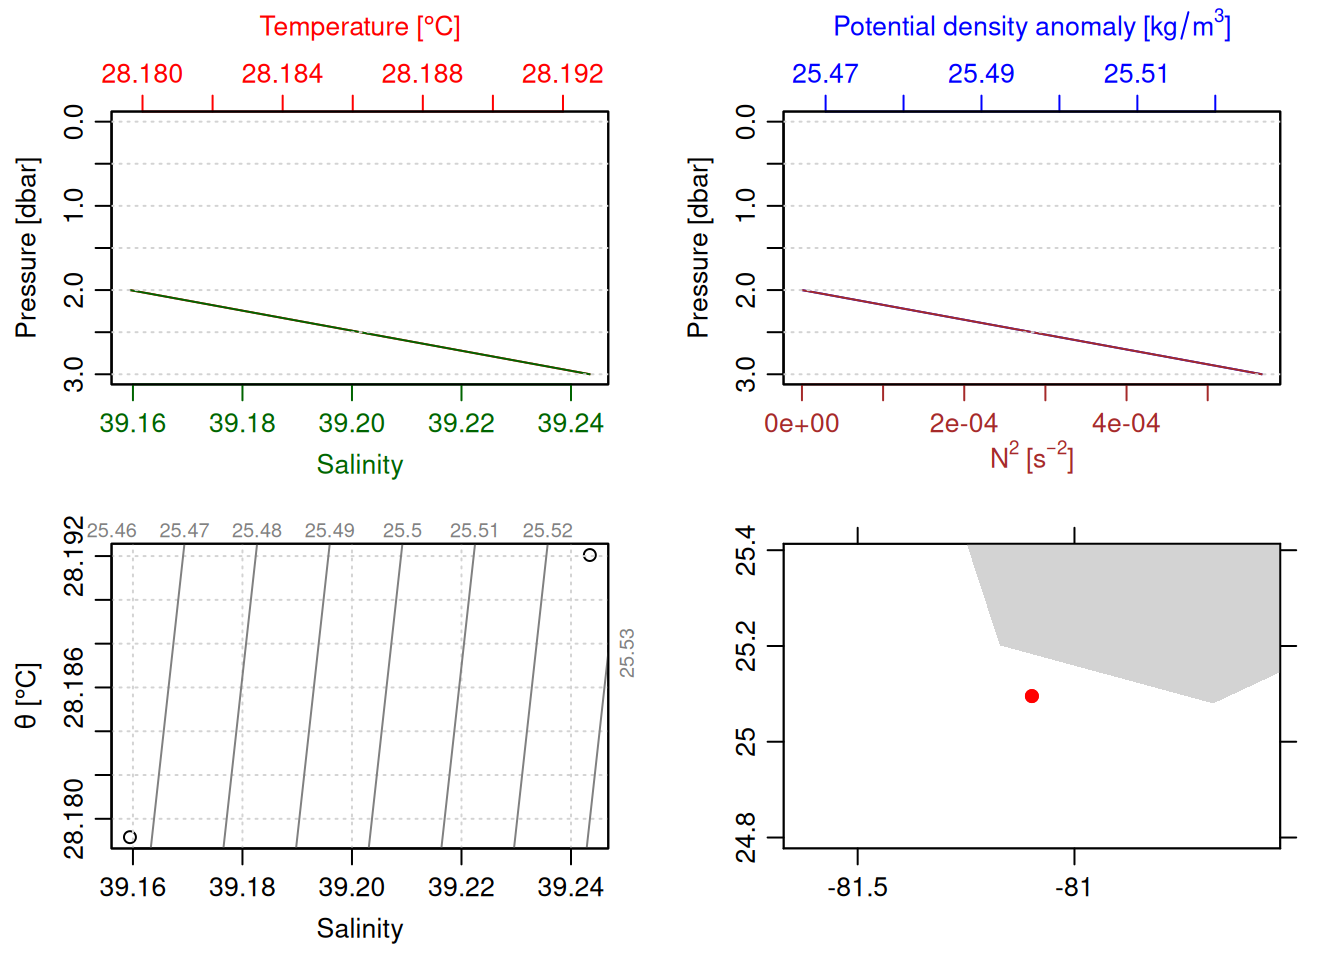 Temperature [°C]
28.180 28.184 28.188 28.192
Pressure [dbar]
0.0 1.0 2.0 3.0
39.16 39.18 39.20 39.22 39.24
Salinity
Potential density anomaly [kg/m³]
25.47 25.49 25.51
Pressure [dbar]
0.0 1.0 2.0 3.0
0e+00 2e-04 4e-04
N² [s⁻²]
25.46 25.47 25.48 25.49 25.5 25.51 25.52
25.53
θ [°C]
28.180 28.186 28.192
39.16 39.18 39.20 39.22 39.24
Salinity
25.4
25.2
25
24.8
-81.5 -81